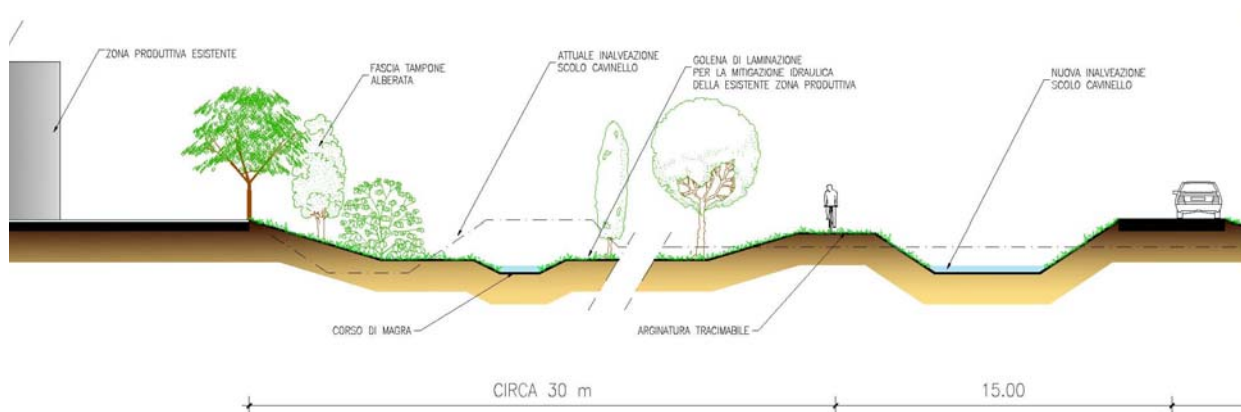 ZONA PRODUTTIVA ESISTENTE
FASCIA TAMPONE
ALBERATA
ATTUALE INALVEAZIONE
SCOLO CAVINELLO
GOLENA DI LAMINAZIONE
PER LA MITIGAZIONE IDRAULICA
DELLA ESISTENTE ZONA PRODUTTIVA
NUOVA INALVEAZIONE
SCOLO CAVINELLO
CORSO DI MAGRA
ARGINATURA TRACIMABILE
CIRCA 30 m
15.00